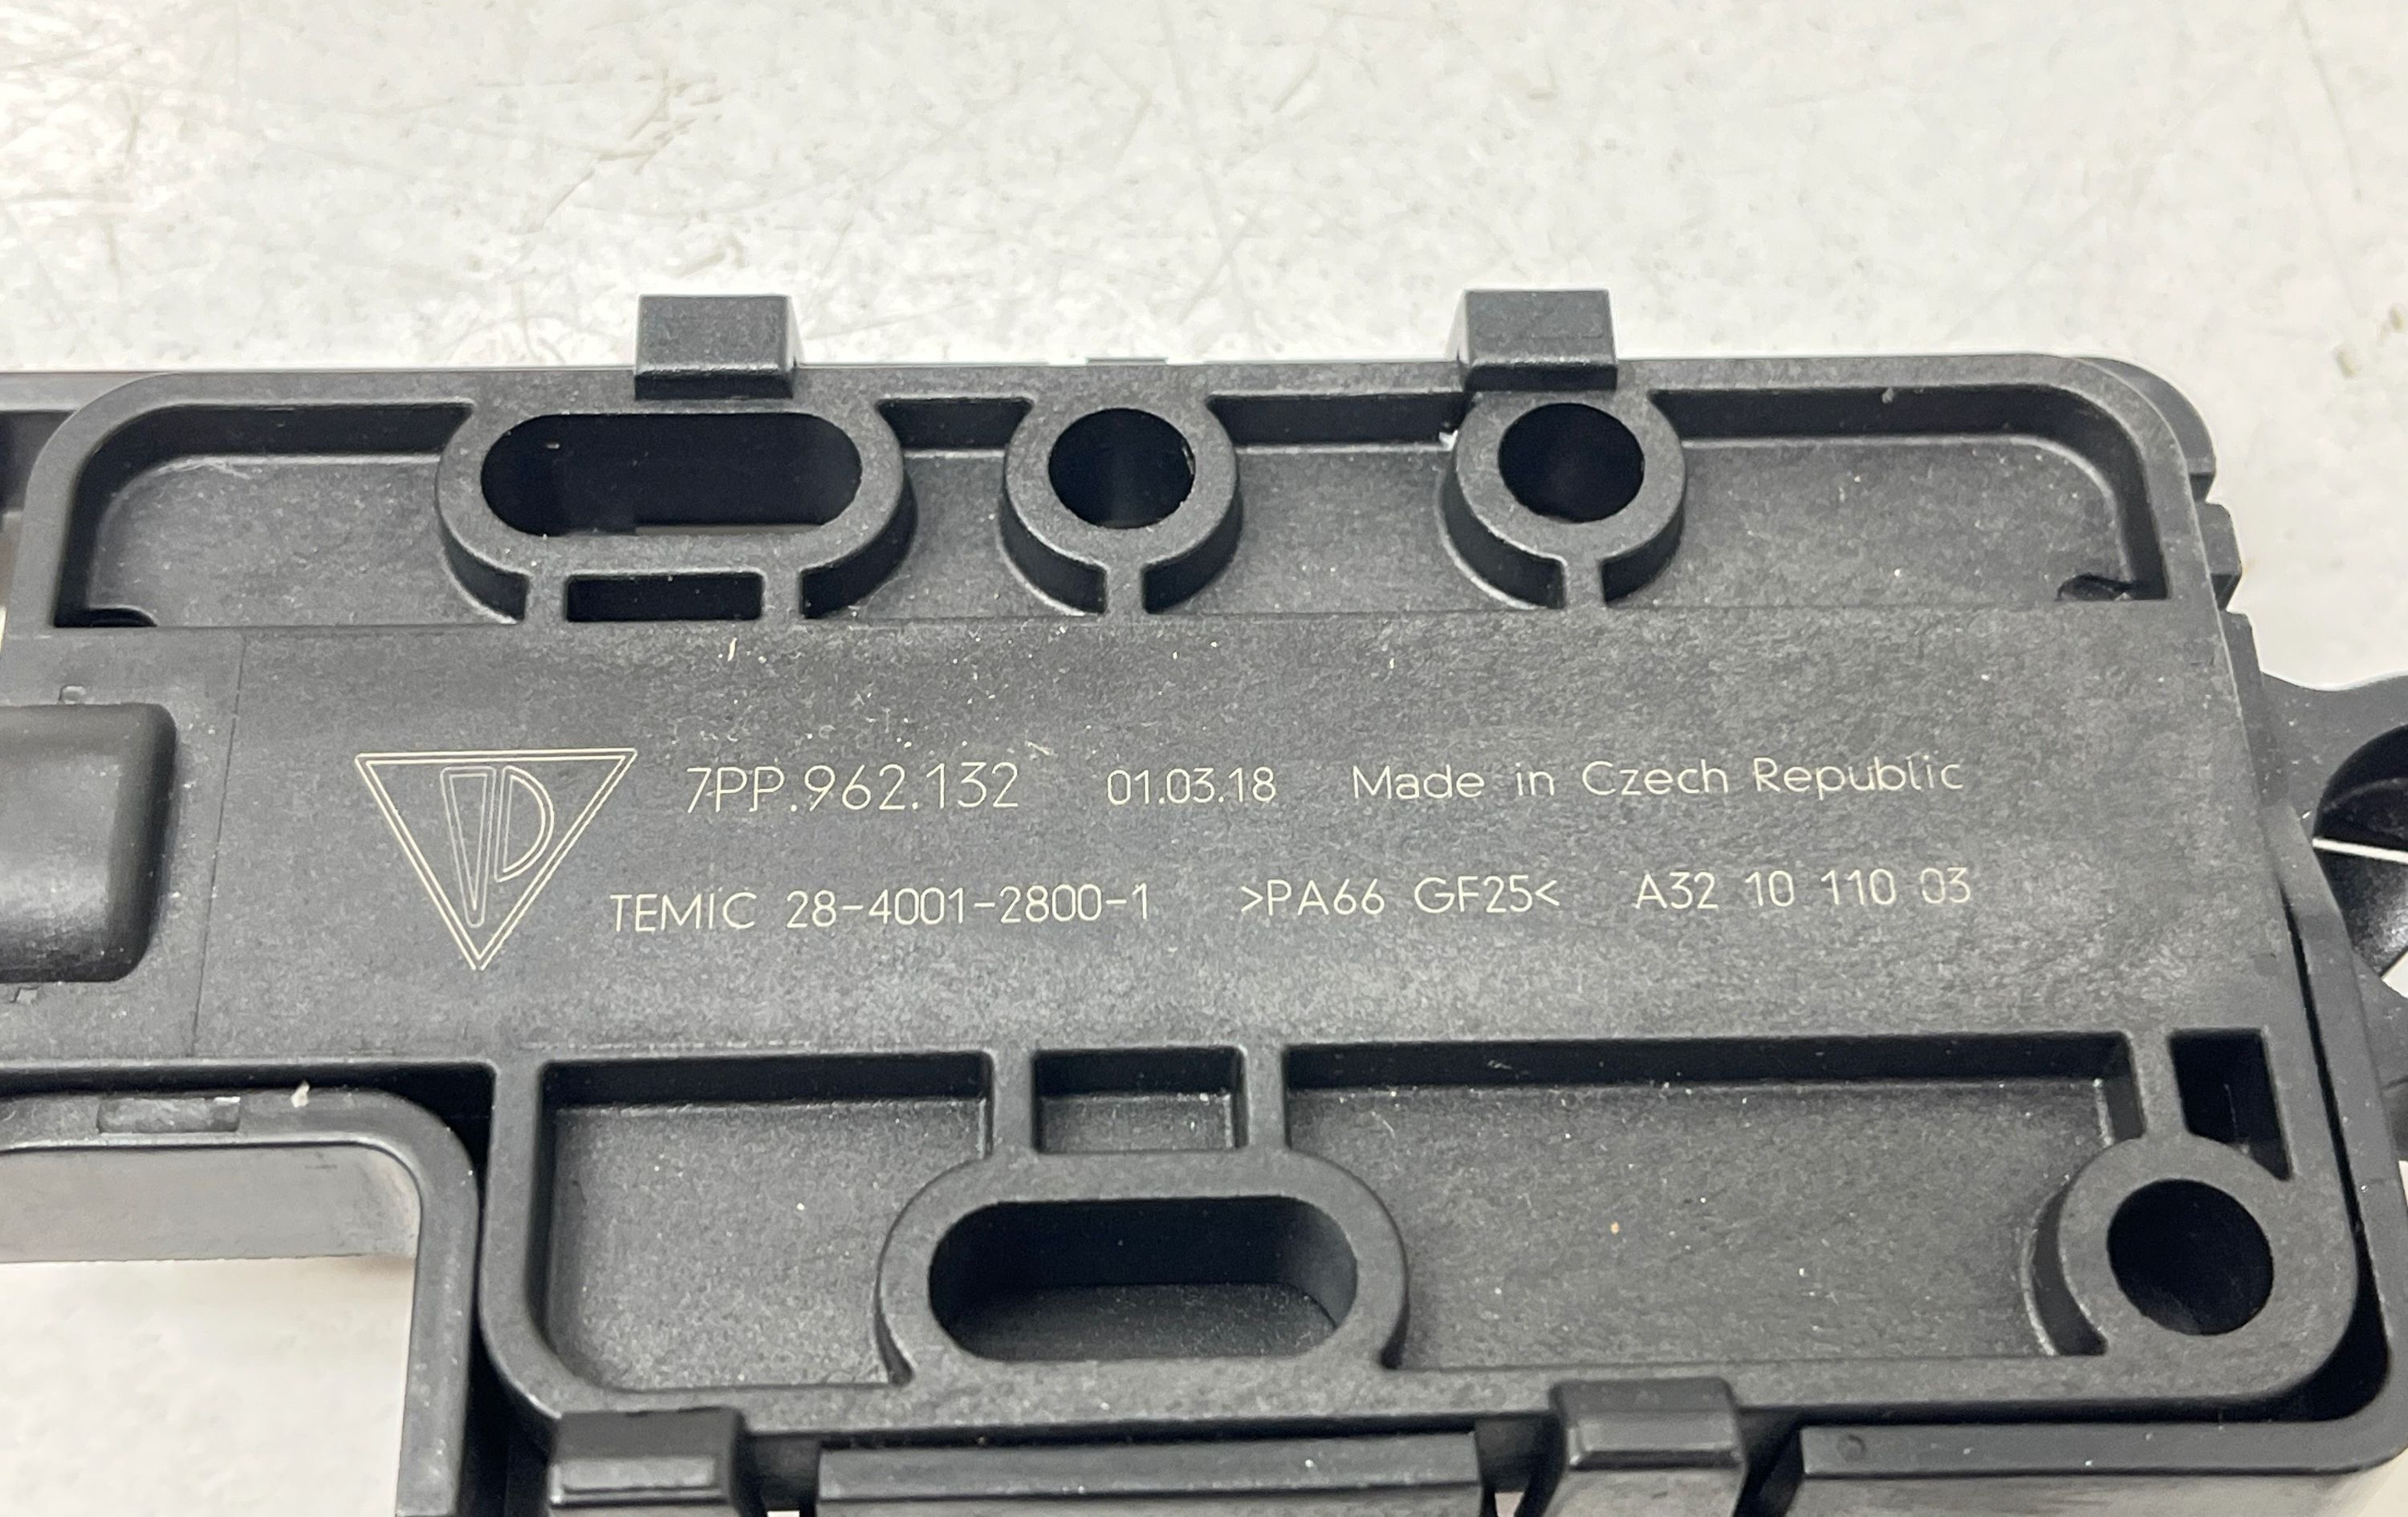 7PP.962.132 01.03.18 Made in Czech Republic
TEMIC 28-4001-2800-1 >PA66 GF25< A32 10 110 03